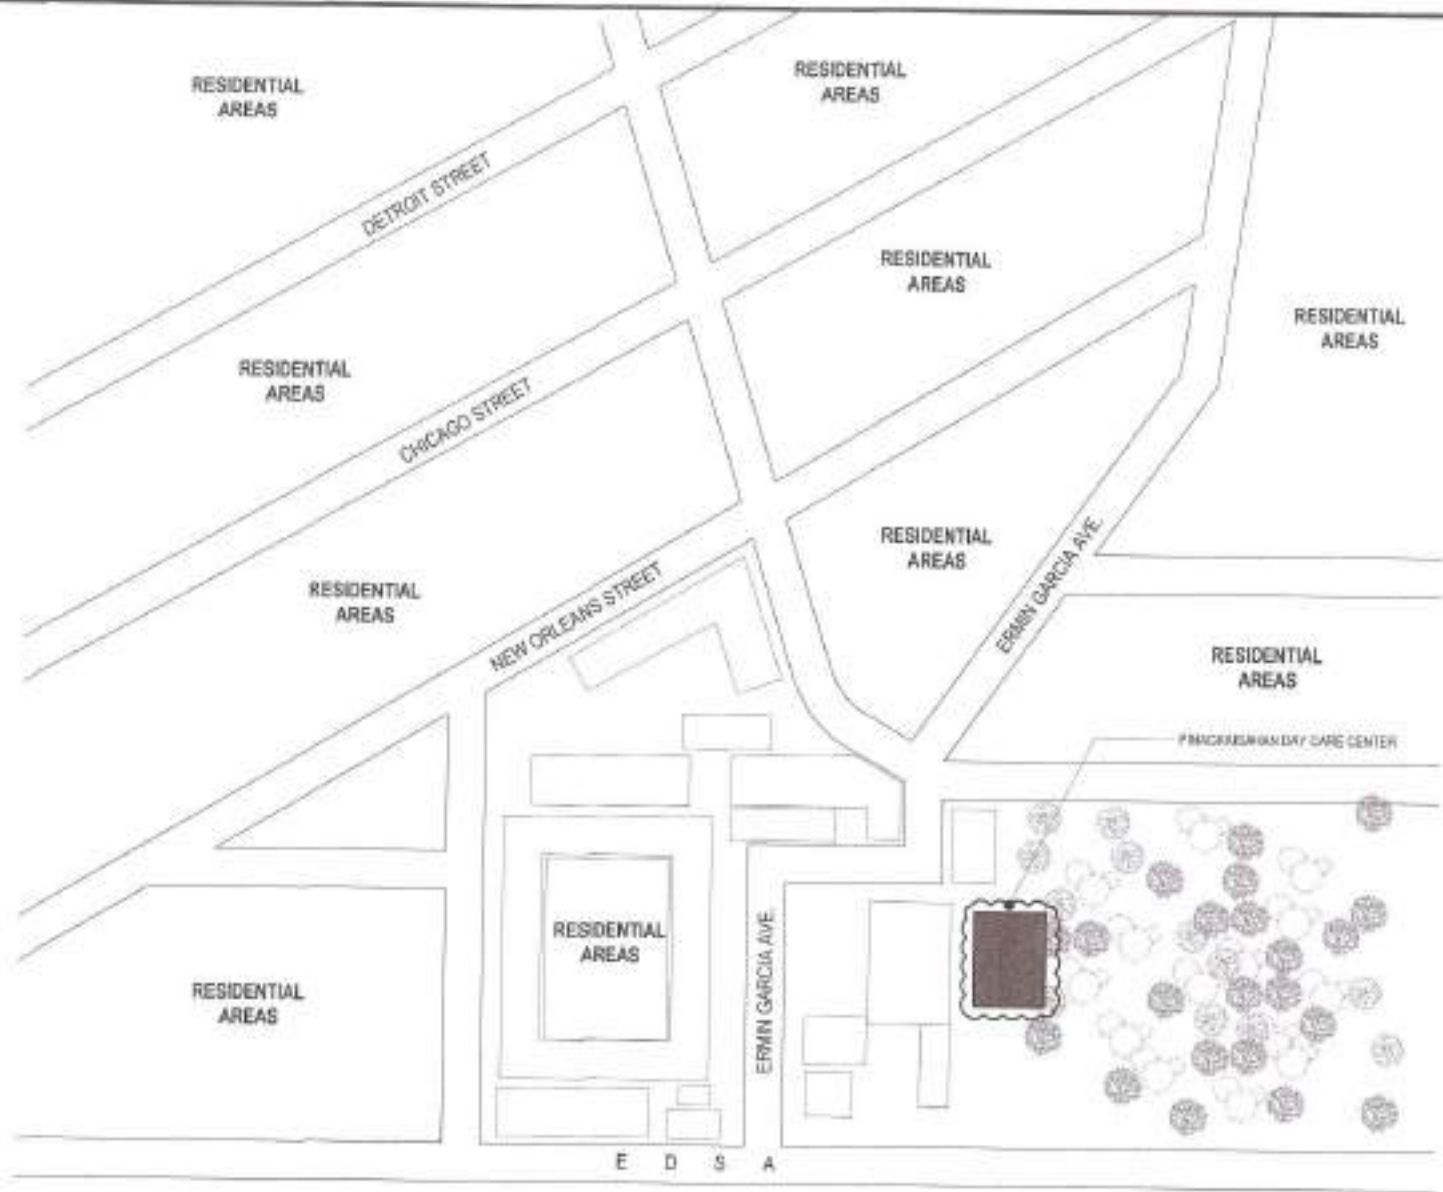 RESIDENTIAL
AREAS
RESIDENTIAL
AREAS
DETROIT STREET
RESIDENTIAL
AREAS
RESIDENTIAL
AREAS
RESIDENTIAL
AREAS
CHICAGO STREET
RESIDENTIAL
AREAS
ERMIN GARCIA AVE.
RESIDENTIAL
AREAS
NEW ORLEANS STREET
RESIDENTIAL
AREAS
PINAGKAISAHAN DAY CARE CENTER
RESIDENTIAL
AREAS
RESIDENTIAL
AREAS
ERMIN GARCIA AVE.
E D S A